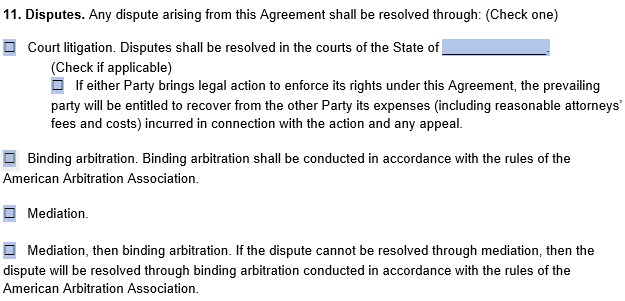 11. Disputes. Any dispute arising from this Agreement shall be resolved through: (Check one)
☐ Court litigation. Disputes shall be resolved in the courts of the State of ________________.
(Check if applicable)
☐ If either Party brings legal action to enforce its rights under this Agreement, the prevailing
party will be entitled to recover from the other Party its expenses (including reasonable attorneys’
fees and costs) incurred in connection with the action and any appeal.
☐ Binding arbitration. Binding arbitration shall be conducted in accordance with the rules of the
American Arbitration Association.
☐ Mediation.
☐ Mediation, then binding arbitration. If the dispute cannot be resolved through mediation, then the
dispute will be resolved through binding arbitration conducted in accordance with the rules of the
American Arbitration Association.